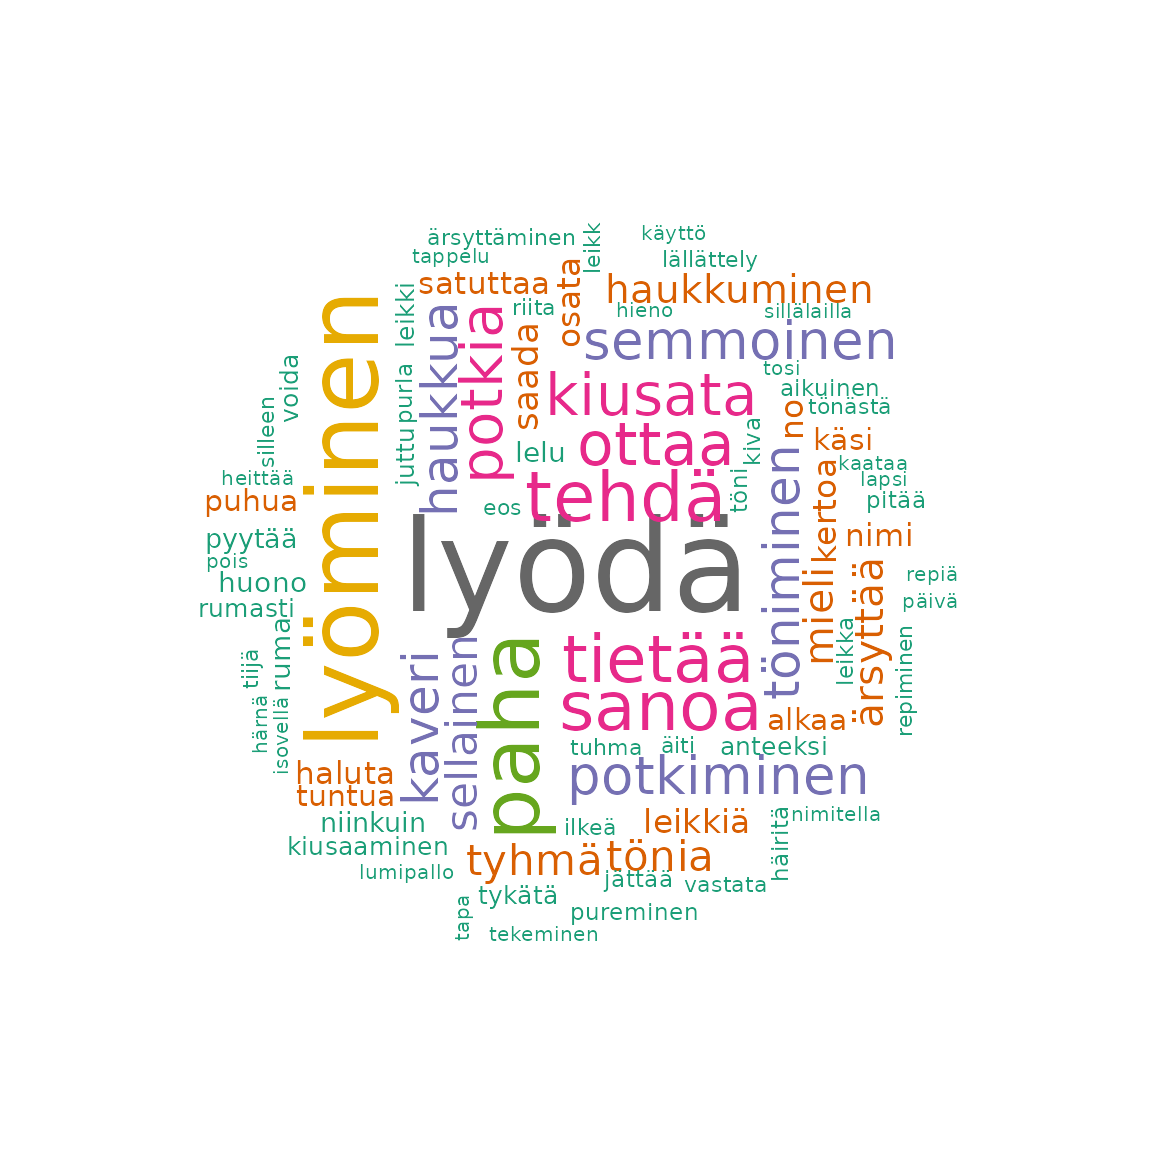 ärsyttäminen
leikk
käyttö
tappelu
lällättely
satuttaa
osata
haukkuminen
leikki
riita
hieno
sillälailla
haukkua
potkia
saada
semmoinen
lyöminen
voida
tosi
kiusata
aikuinen
purla
no
tönästä
silleen
juttu
lelu
ottaa
kiva
käsi
heittää
töni
kaataa
puhua
eos
tehdä
töniminen
kertoa
lapsi
pitää
pyytää
lyödä
nimi
pois
huono
mieli
ärsyttää
repiä
rumasti
päivä
ruma
tiijä
kaveri
sellainen
paha
tietää
leikka
repiminen
härnä
isovellä
sanoa
alkaa
tuhma
äiti
anteeksi
haluta
potkiminen
tuntua
niinkuin
ilkeä
leikkiä
häiritä
nimitella
kiusaaminen
tyhmä
tönia
lumipallo
jättää
vastata
tykätä
tapa
pureminen
tekeminen